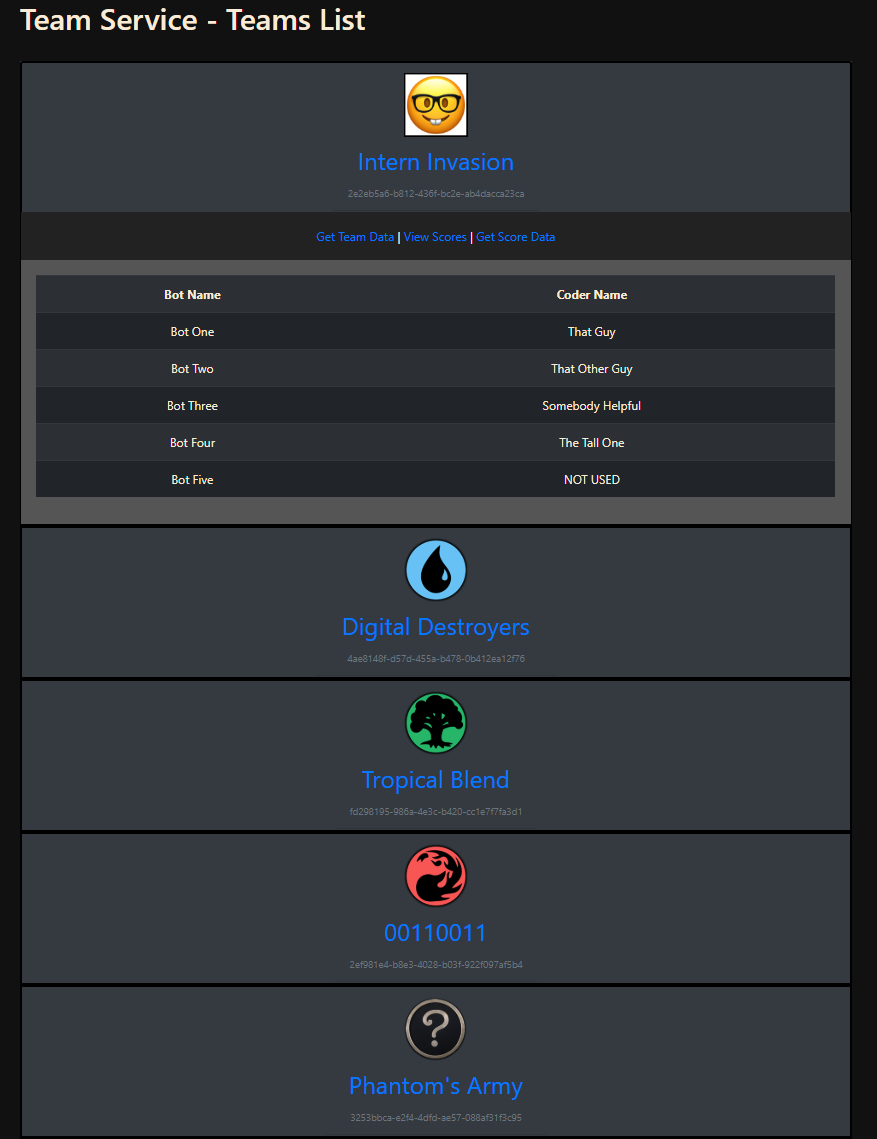 Team Service - Teams List
Intern Invasion
2e2eb5a6-b812-436f-bc2e-ab4dacca23ca
Get Team Data | View Scores | Get Score Data
Bot Name Coder Name
Bot One That Guy
Bot Two That Other Guy
Bot Three Somebody Helpful
Bot Four The Tall One
Bot Five NOT USED
Digital Destroyers
4ae8148f-d57d-455a-b478-0b412ea12f76
Tropical Blend
fd298195-986a-4e3c-b420-cc1e7f7fa3d1
00110011
2ef981e4-b8e3-4028-b03f-922f097af5b4
?
Phantom's Army
3253bbca-e2f4-4dfd-ae57-088af31f3c95